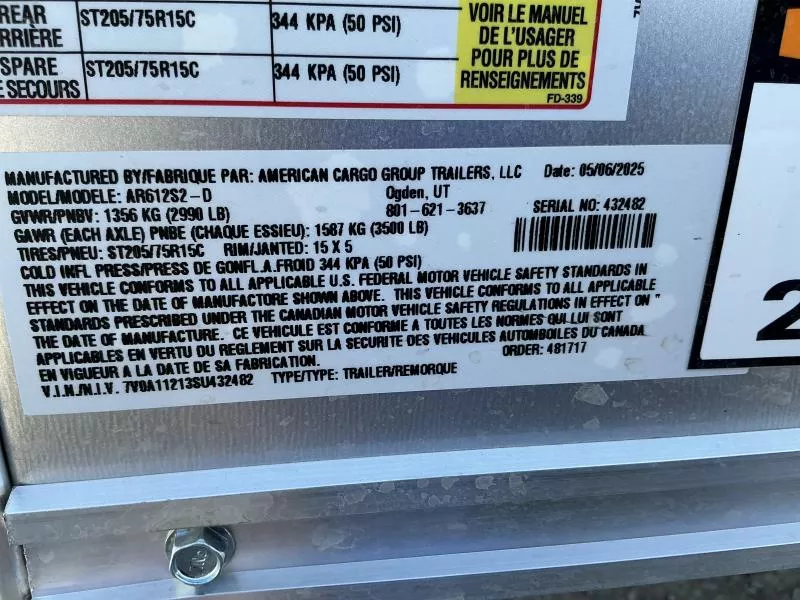 REAR ST205/75R15C 344 KPA (50 PSI)
RRIÈRE
SPARE ST205/75R15C 344 KPA (50 PSI)
E SECOURS
VOIR LE MANUEL
DE L'USAGER
POUR PLUS DE
RENSEIGNEMENTS
FD-339
MANUFACTURED BY/FABRIQUE PAR: AMERICAN CARGO GROUP TRAILERS, LLC Date: 05/06/2025
MODEL/MODELE: AR612S2-D Ogden, UT
GVWR/PNBV: 1356 KG (2990 LB) 801-621-3637 SERIAL NO: 432482
GAWR (EACH AXLE) PNBE (CHAQUE ESSIEU): 1587 KG (3500 LB)
TIRES/PNEU: ST205/75R15C RIM/JANTED: 15 X 5
COLD INFL PRESS/PRESS DE GONFL.A.FROID 344 KPA (50 PSI)
THIS VEHICLE CONFORMS TO ALL APPLICABLE U.S. FEDERAL MOTOR VEHICLE SAFETY STANDARDS IN
EFFECT ON THE DATE OF MANUFACTORE SHOWN ABOVE. THIS VEHICLE CONFORMS TO ALL APPLICABLE
STANDARDS PRESCRIBED UNDER THE CANADIAN MOTOR VEHICLE SAFETY REGULATIONS IN EFFECT ON "
THE DATE OF MANUFACTURE. CE VEHICULE EST CONFORME A TOUTES LES NORMES QUI LUI SONT
APPLICABLES EN VERTU DU REGLEMENT SUR LA SECURITE DES VEHICULES AUTOMBOILES DU CANADA
EN VIGUEUR A LA DATE DE SA FABRICATION. ORDER: 481717
V.I.N./N.I.V. 7V0A11213SU432482 TYPE/TYPE: TRAILER/REMORQUE
2